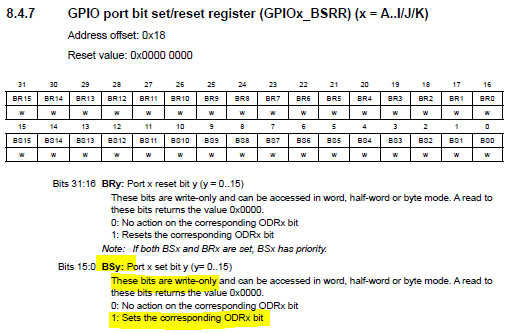 8.4.7 GPIO port bit set/reset register (GPIOx_BSRR) (x = A..I/J/K)
Address offset: 0x18
Reset value: 0x0000 0000
31 30 29 28 27 26 25 24 23 22 21 20 19 18 17 16
BR15 BR14 BR13 BR12 BR11 BR10 BR9 BR8 BR7 BR6 BR5 BR4 BR3 BR2 BR1 BR0
w w w w w w w w w w w w w w w w
15 14 13 12 11 10 9 8 7 6 5 4 3 2 1 0
BS15 BS14 BS13 BS12 BS11 BS10 BS9 BS8 BS7 BS6 BS5 BS4 BS3 BS2 BS1 BS0
w w w w w w w w w w w w w w w w
Bits 31:16 BRy: Port x reset bit y (y = 0..15)
These bits are write-only and can be accessed in word, half-word or byte mode. A read to
these bits returns the value 0x0000.
0: No action on the corresponding ODRx bit
1: Resets the corresponding ODRx bit
Note: If both BSx and BRx are set, BSx has priority.
Bits 15:0 BSy: Port x set bit y (y= 0..15)
These bits are write-only and can be accessed in word, half-word or byte mode. A read to
these bits returns the value 0x0000.
0: No action on the corresponding ODRx bit
1: Sets the corresponding ODRx bit